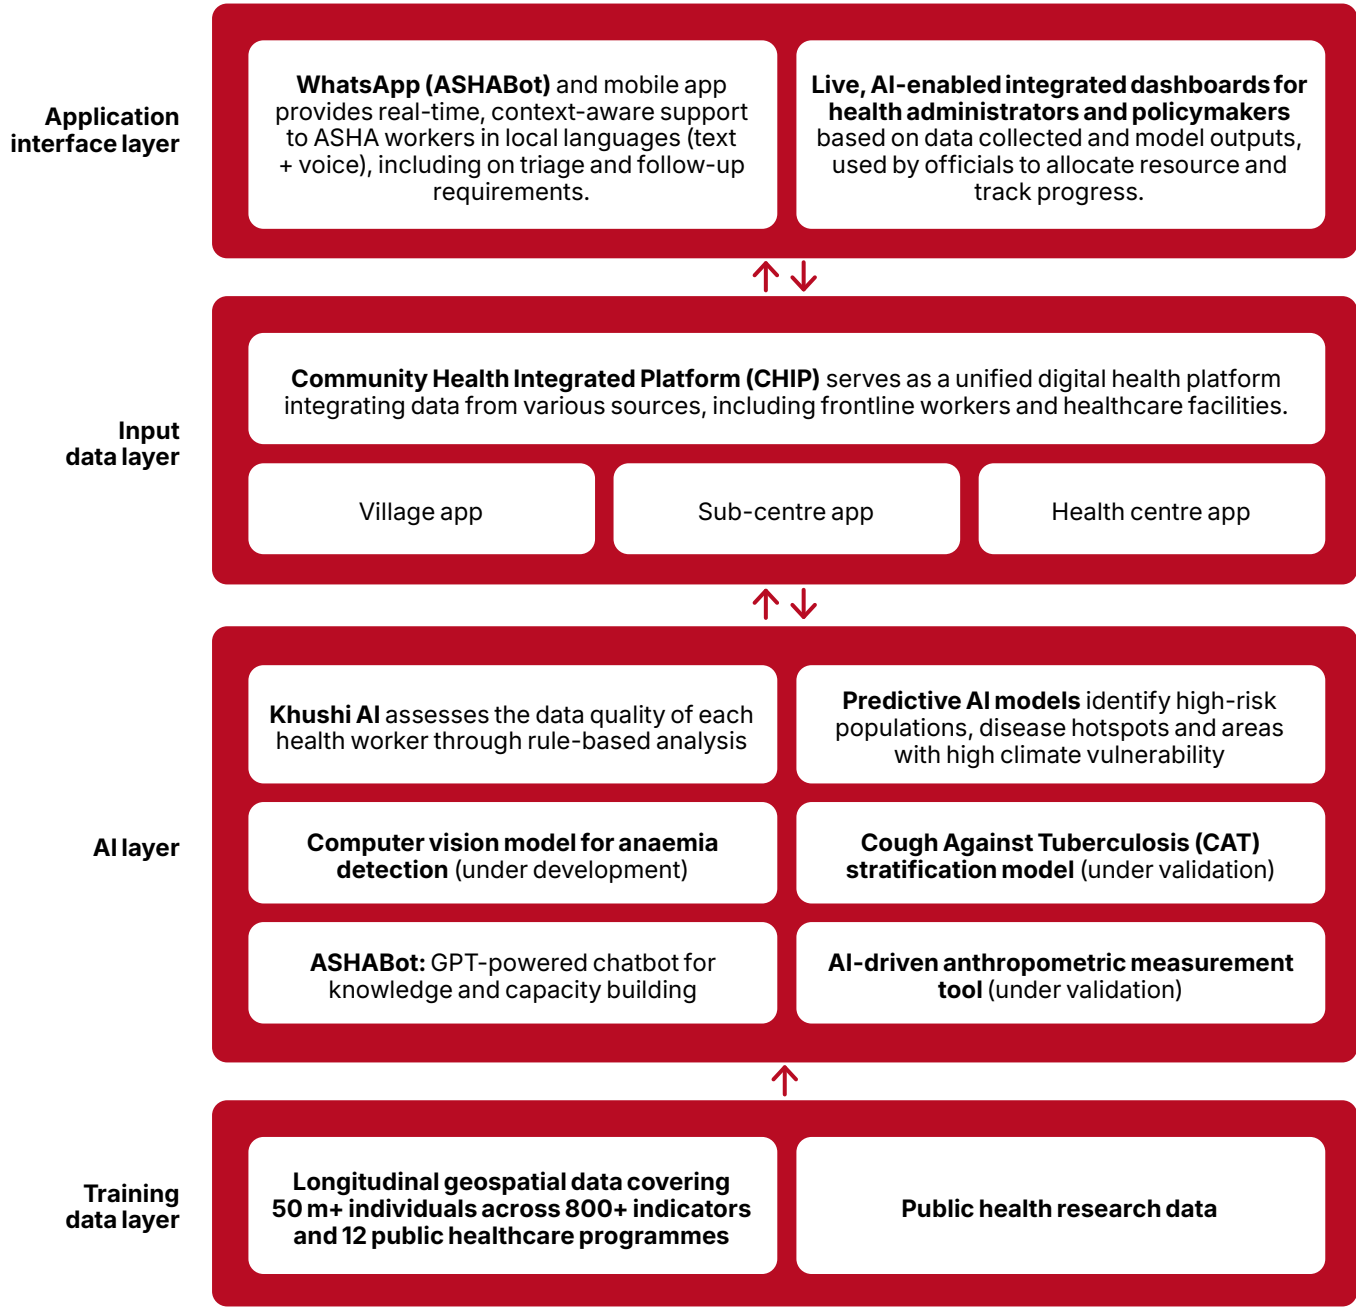 Application
interface layer
WhatsApp (ASHABot) and mobile app
provides real-time, context-aware support
to ASHA workers in local languages (text
+ voice), including on triage and follow-up
requirements.
Live, AI-enabled integrated dashboards for
health administrators and policymakers
based on data collected and model outputs,
used by officials to allocate resource and
track progress.
Input
data layer
Community Health Integrated Platform (CHIP) serves as a unified digital health platform
integrating data from various sources, including frontline workers and healthcare facilities.
Village app
Sub-centre app
Health centre app
AI layer
Khushi AI assesses the data quality of each
health worker through rule-based analysis
Predictive AI models identify high-risk
populations, disease hotspots and areas
with high climate vulnerability
Computer vision model for anaemia
detection (under development)
Cough Against Tuberculosis (CAT)
stratification model (under validation)
ASHABot: GPT-powered chatbot for
knowledge and capacity building
AI-driven anthropometric measurement
tool (under validation)
Training
data layer
Longitudinal geospatial data covering
50 m+ individuals across 800+ indicators
and 12 public healthcare programmes
Public health research data